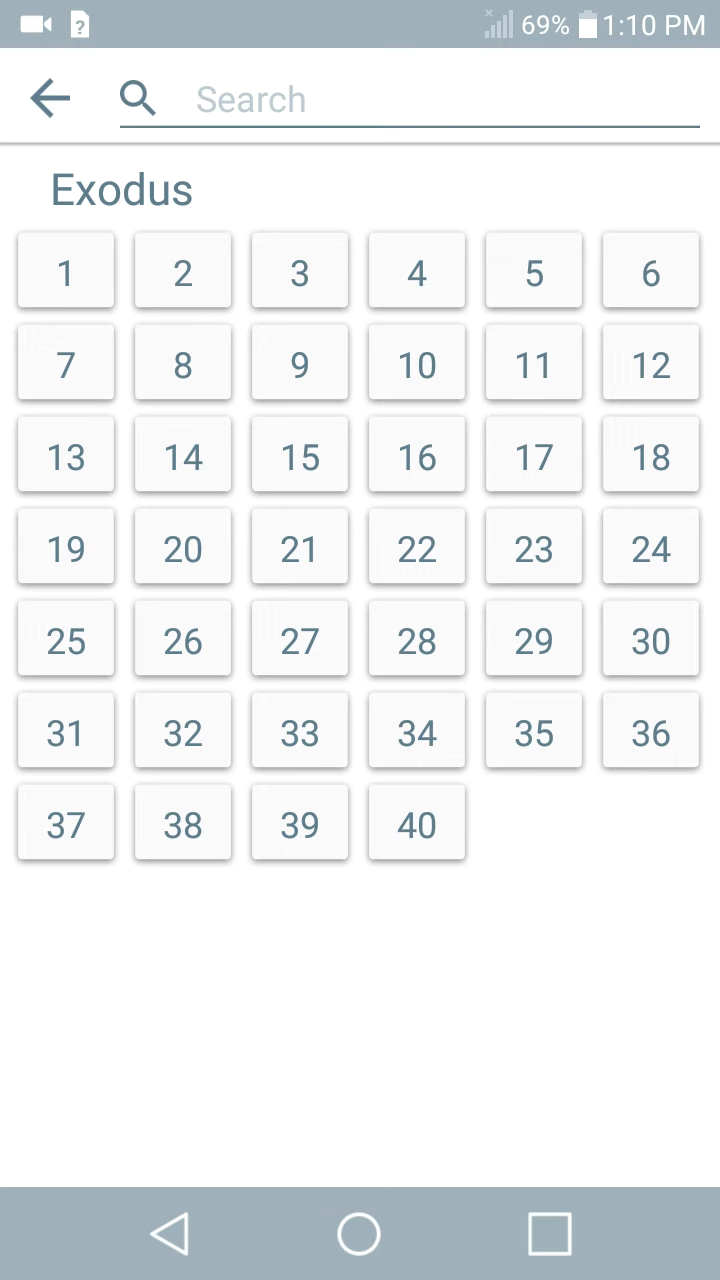 69% 1:10 PM
Search
Exodus
1 2 3 4 5 6
7 8 9 10 11 12
13 14 15 16 17 18
19 20 21 22 23 24
25 26 27 28 29 30
31 32 33 34 35 36
37 38 39 40